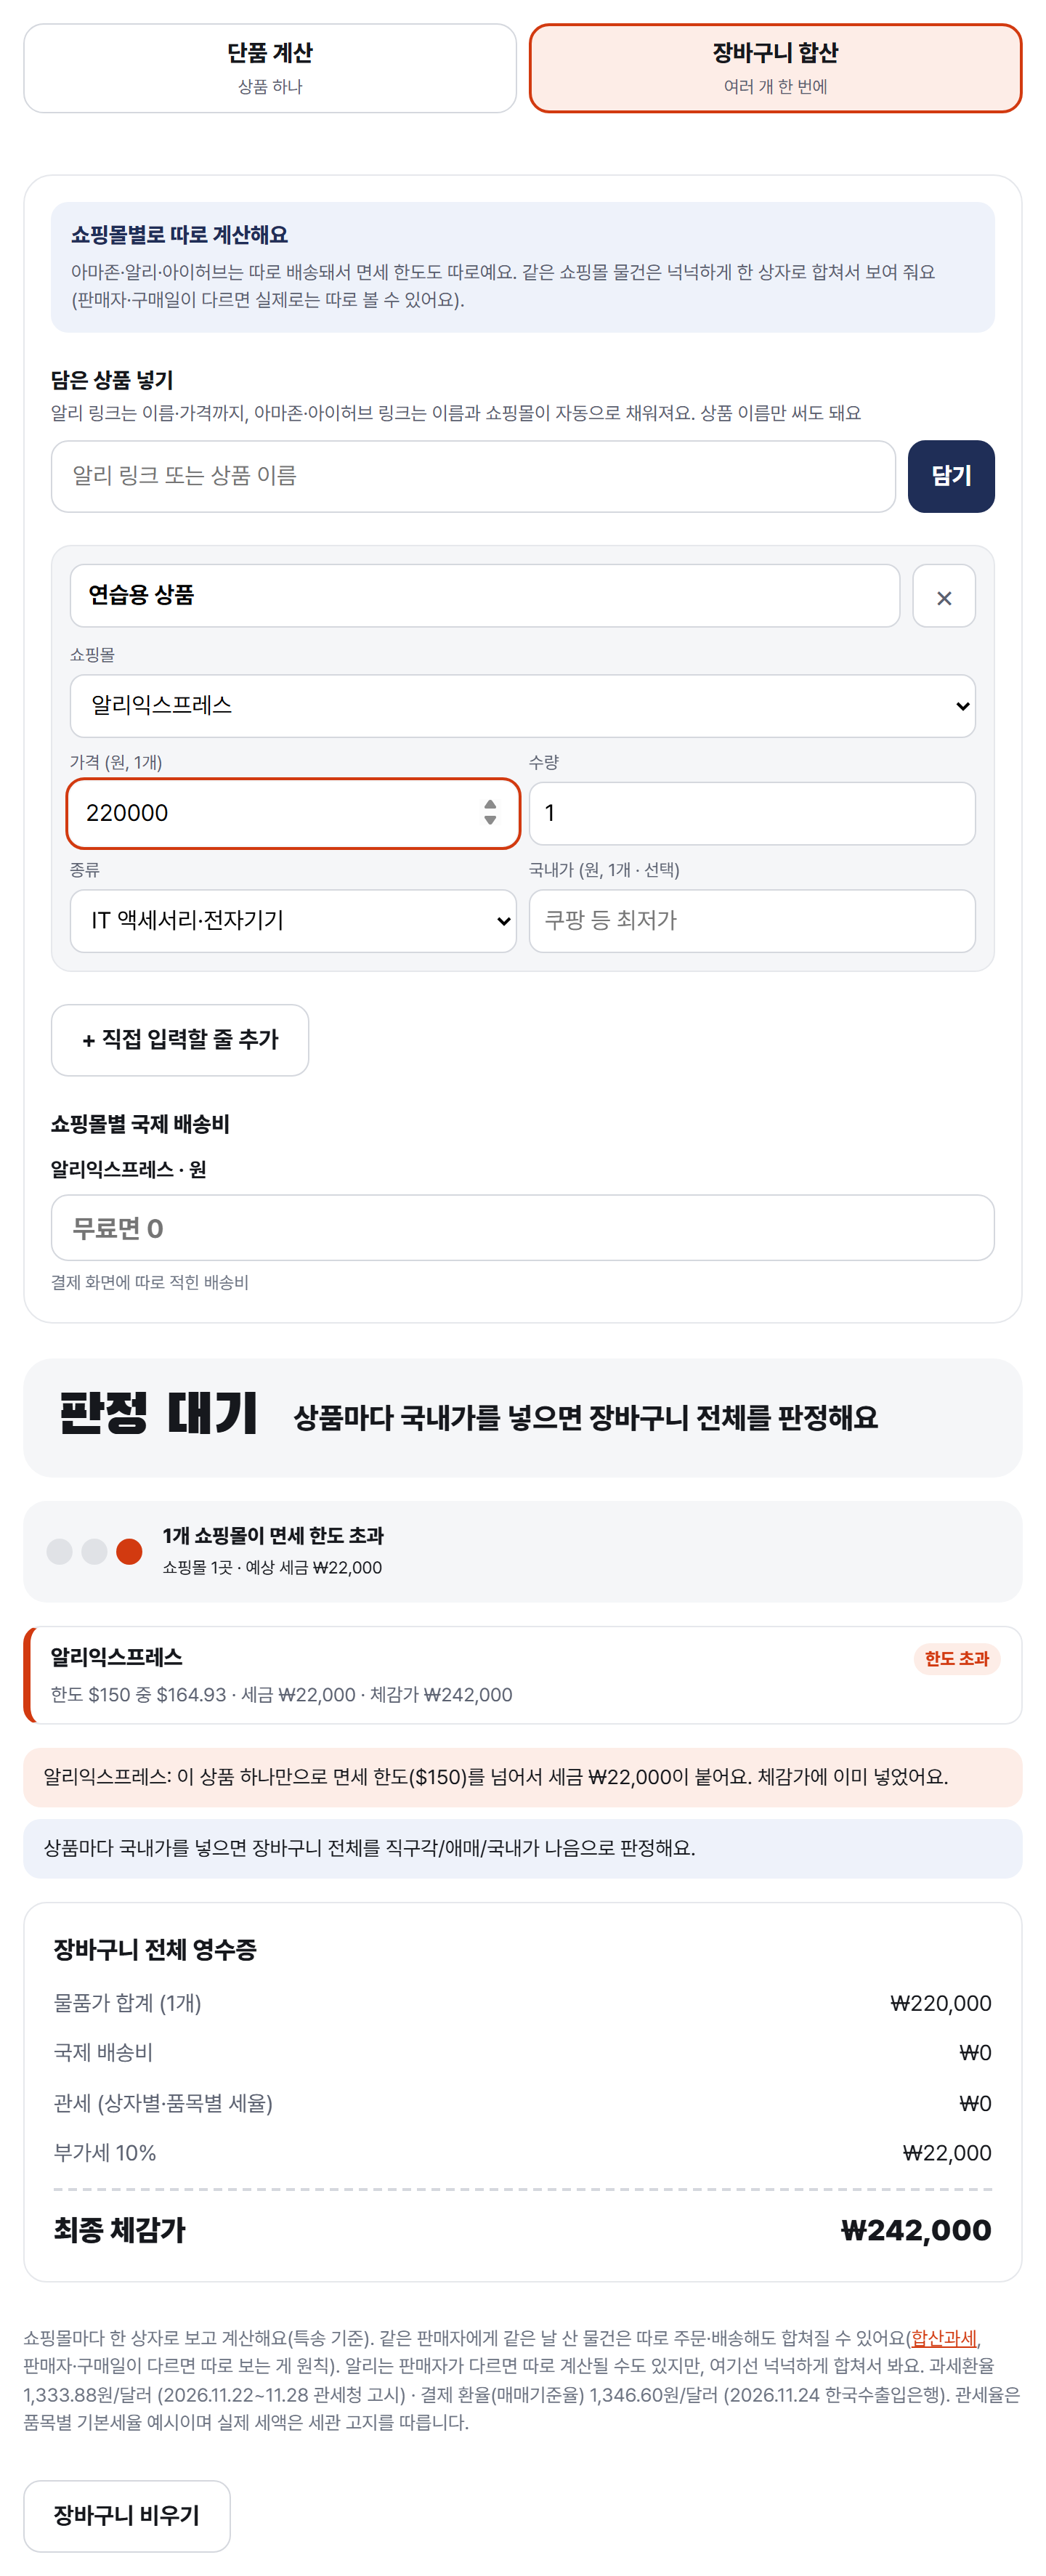 단품 계산
상품 하나
장바구니 합산
여러 개 한 번에
쇼핑몰별로 따로 계산해요
아마존·알리·아이허브는 따로 배송돼서 면세 한도도 따로예요. 같은 쇼핑몰 물건은 넉넉하게 한 상자로 합쳐서 보여 줘요
(판매자·구매일이 다르면 실제로는 따로 볼 수 있어요).
담은 상품 넣기
알리 링크는 이름·가격까지, 아마존·아이허브 링크는 이름과 쇼핑몰이 자동으로 채워져요. 상품 이름만 써도 돼요
알리 링크 또는 상품 이름
담기
연습용 상품
×
쇼핑몰
알리익스프레스
가격 (원, 1개)
수량
220000
1
종류
국내가 (원, 1개 · 선택)
IT 액세서리·전자기기
쿠팡 등 최저가
+ 직접 입력할 줄 추가
쇼핑몰별 국제 배송비
알리익스프레스 · 원
무료면 0
결제 화면에 따로 적힌 배송비
판정 대기
상품마다 국내가를 넣으면 장바구니 전체를 판정해요
1개 쇼핑몰이 면세 한도 초과
쇼핑몰 1곳 · 예상 세금 ₩22,000
알리익스프레스
한도 초과
한도 $150 중 $164.93 · 세금 ₩22,000 · 체감가 ₩242,000
알리익스프레스: 이 상품 하나만으로 면세 한도($150)를 넘어서 세금 ₩22,000이 붙어요. 체감가에 이미 넣었어요.
상품마다 국내가를 넣으면 장바구니 전체를 직구각/애매/국내가 나음으로 판정해요.
장바구니 전체 영수증
물품가 합계 (1개)
₩220,000
국제 배송비
₩0
관세 (상자별·품목별 세율)
₩0
부가세 10%
₩22,000
최종 체감가
₩242,000
쇼핑몰마다 한 상자로 보고 계산해요(특송 기준). 같은 판매자에게 같은 날 산 물건은 따로 주문·배송해도 합쳐질 수 있어요(합산과세,
판매자·구매일이 다르면 따로 보는 게 원칙). 알리는 판매자가 다르면 따로 계산될 수도 있지만, 여기선 넉넉하게 합쳐서 봐요. 과세환율
1,333.88원/달러 (2026.11.22~11.28 관세청 고시) · 결제 환율(매매기준율) 1,346.60원/달러 (2026.11.24 한국수출입은행). 관세율은
품목별 기본세율 예시이며 실제 세액은 세관 고지를 따릅니다.
장바구니 비우기